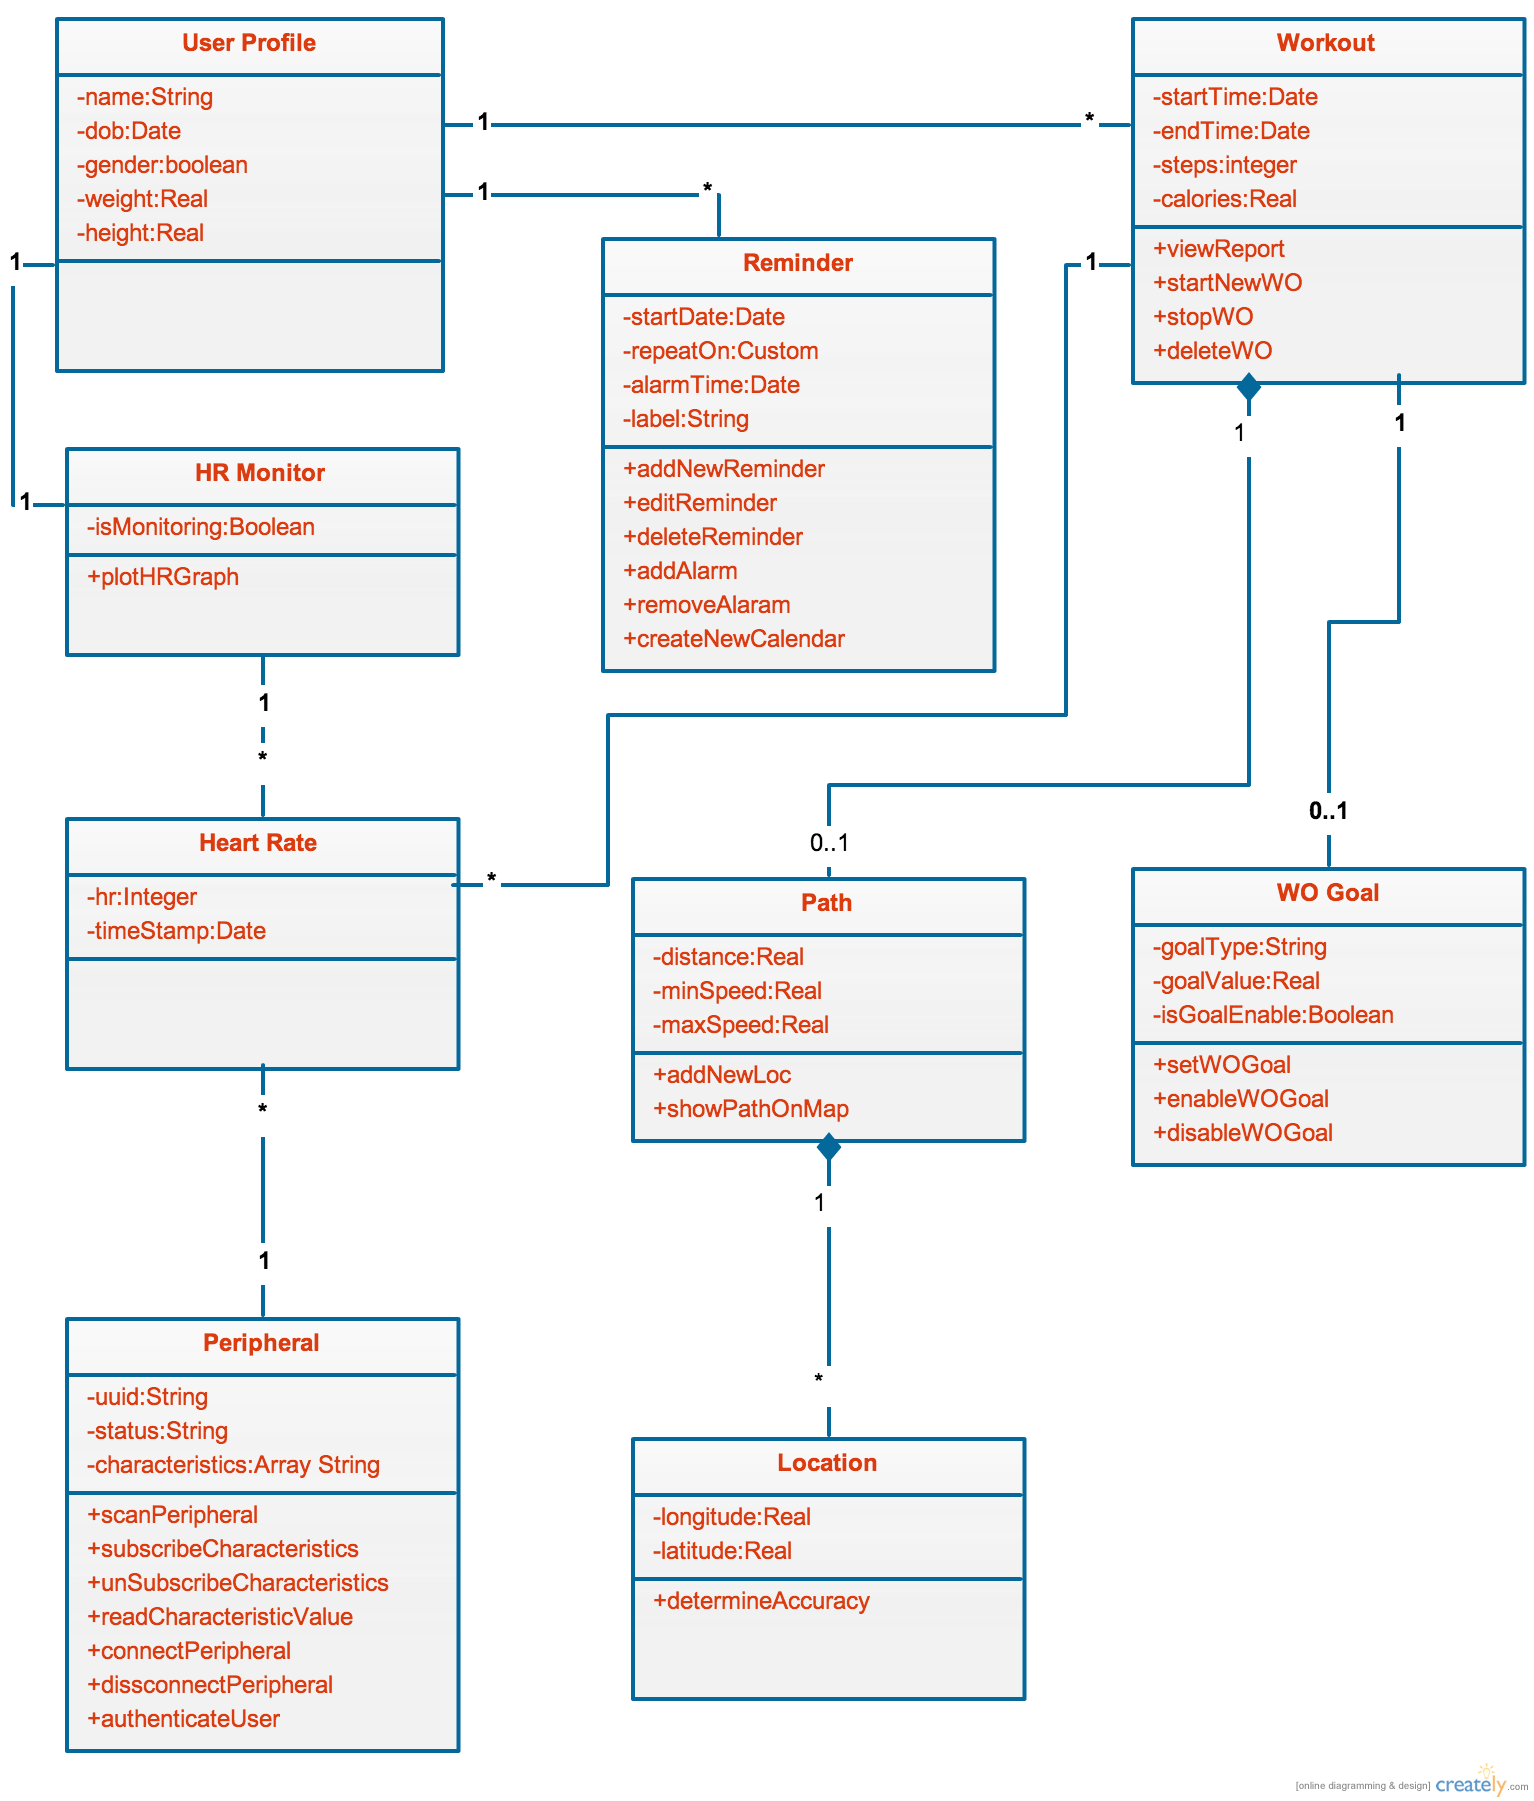 User Profile
-name:String
-dob:Date
-gender:boolean
-weight:Real
-height:Real
Workout
-startTime:Date
-endTime:Date
-steps:integer
-calories:Real
+viewReport
+startNewWO
+stopWO
+deleteWO
1
*
1
*
1
1
1
Reminder
-startDate:Date
-repeatOn:Custom
-alarmTime:Date
-label:String
+addNewReminder
+editReminder
+deleteReminder
+addAlarm
+removeAlaram
+createNewCalendar
HR Monitor
-isMonitoring:Boolean
+plotHRGraph
1
1
1
*
Heart Rate
-hr:Integer
-timeStamp:Date
*
0..1
0..1
Path
-distance:Real
-minSpeed:Real
-maxSpeed:Real
+addNewLoc
+showPathOnMap
WO Goal
-goalType:String
-goalValue:Real
-isGoalEnable:Boolean
+setWOGoal
+enableWOGoal
+disableWOGoal
*
1
1
*
Peripheral
-uuid:String
-status:String
-characteristics:Array String
+scanPeripheral
+subscribeCharacteristics
+unSubscribeCharacteristics
+readCharacteristicValue
+connectPeripheral
+dissconnectPeripheral
+authenticateUser
Location
-longitude:Real
-latitude:Real
+determineAccuracy
[online diagramming & design] creately.com